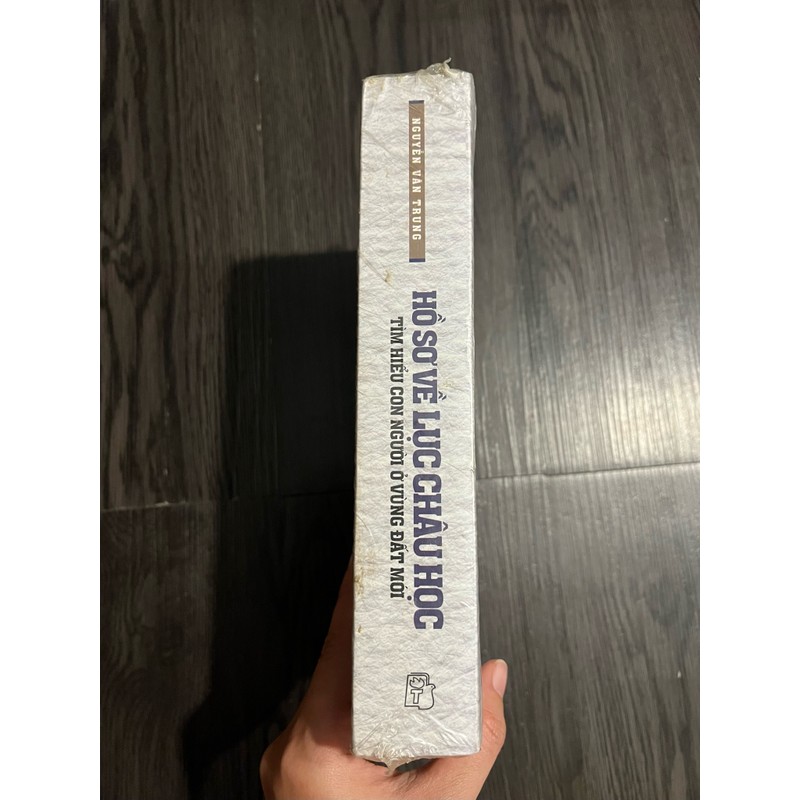 NGUYỄN VĂN TRUNG
HỒ SƠ VỀ LỤC CHÂU HỌC
TÌM HIỂU CON NGƯỜI Ở VÙNG ĐẤT MỚI
T